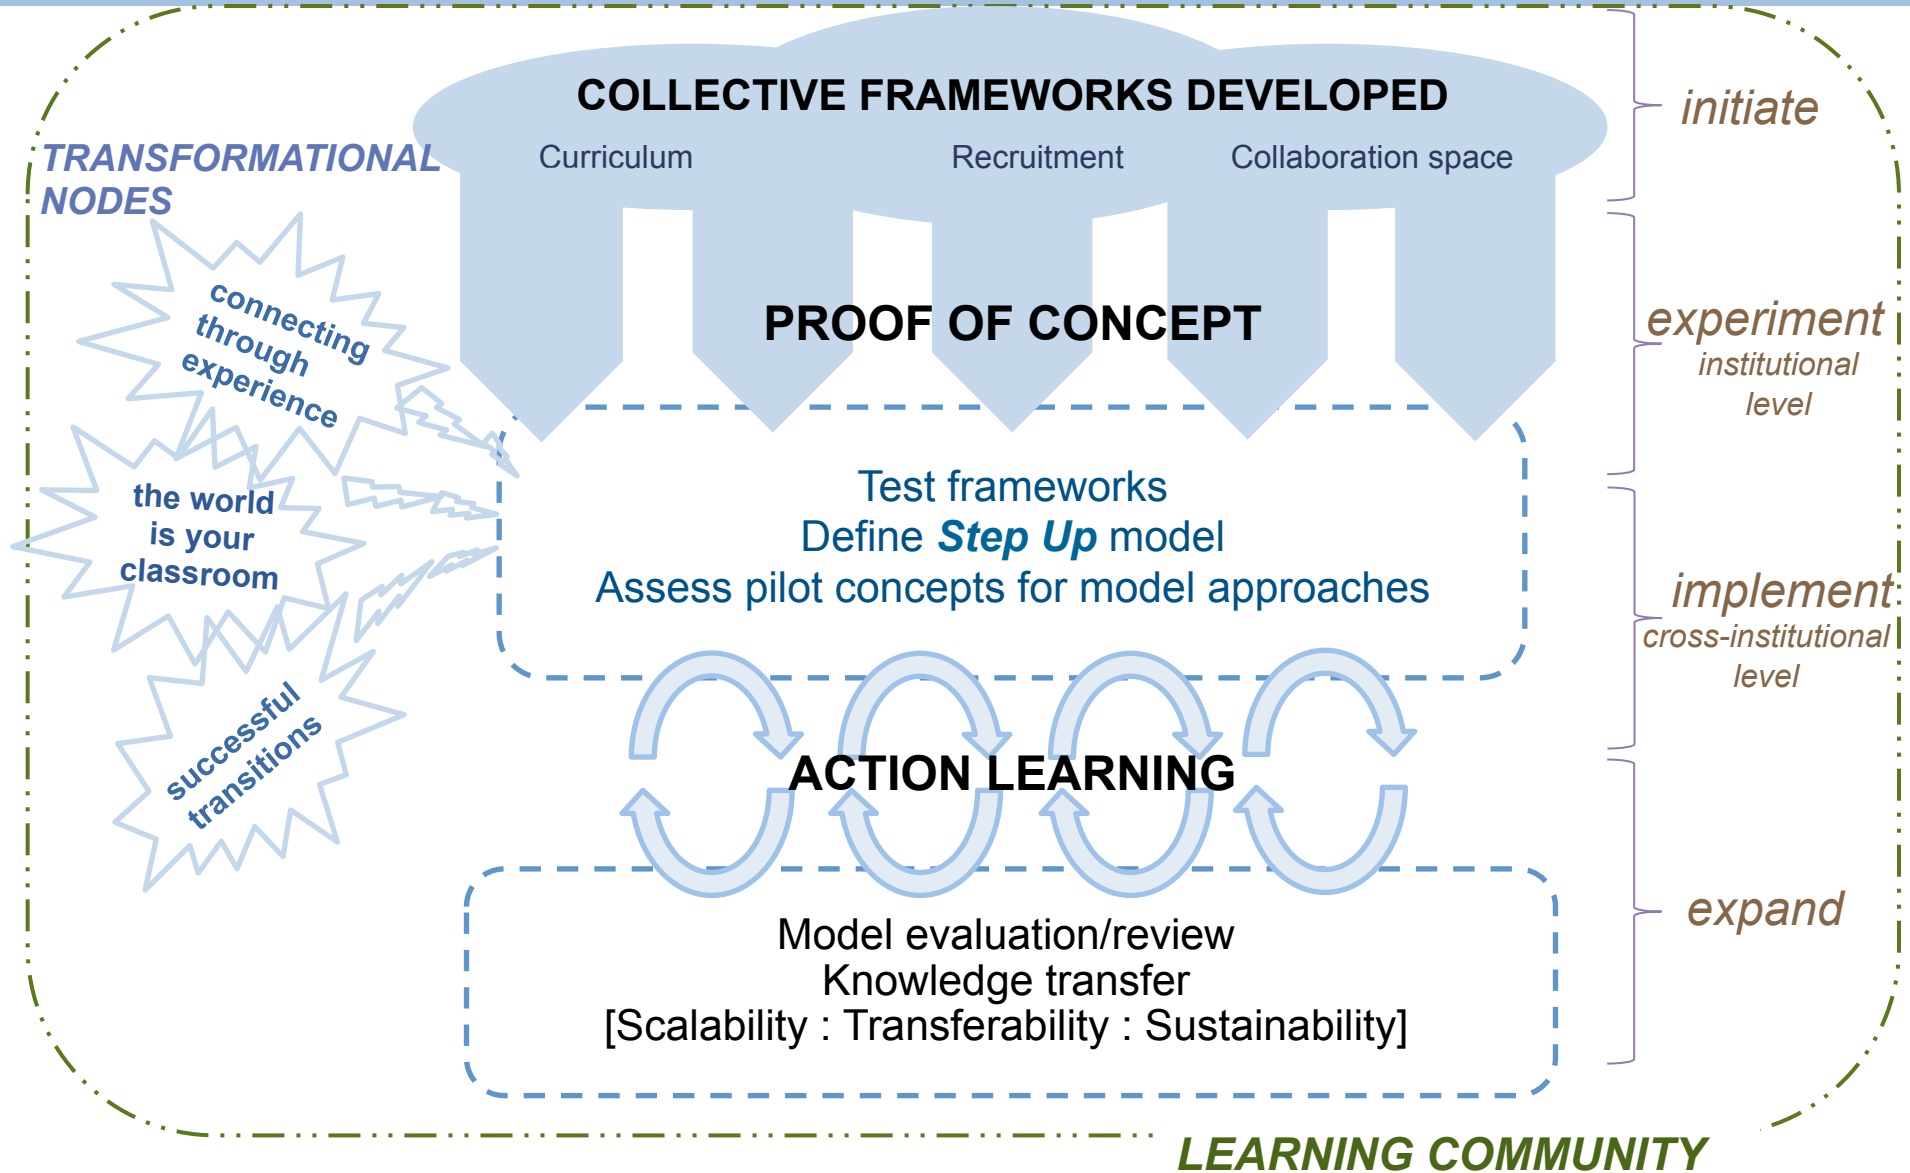 COLLECTIVE FRAMEWORKS DEVELOPED
Curriculum Recruitment Collaboration space
TRANSFORMATIONAL
NODES
connecting
through
experience
the world
is your
classroom
successful
transitions
PROOF OF CONCEPT
Test frameworks
Define Step Up model
Assess pilot concepts for model approaches
ACTION LEARNING
Model evaluation/review
Knowledge transfer
[Scalability : Transferability : Sustainability]
initiate
experiment
institutional
level
implement
cross-institutional
level
expand
LEARNING COMMUNITY